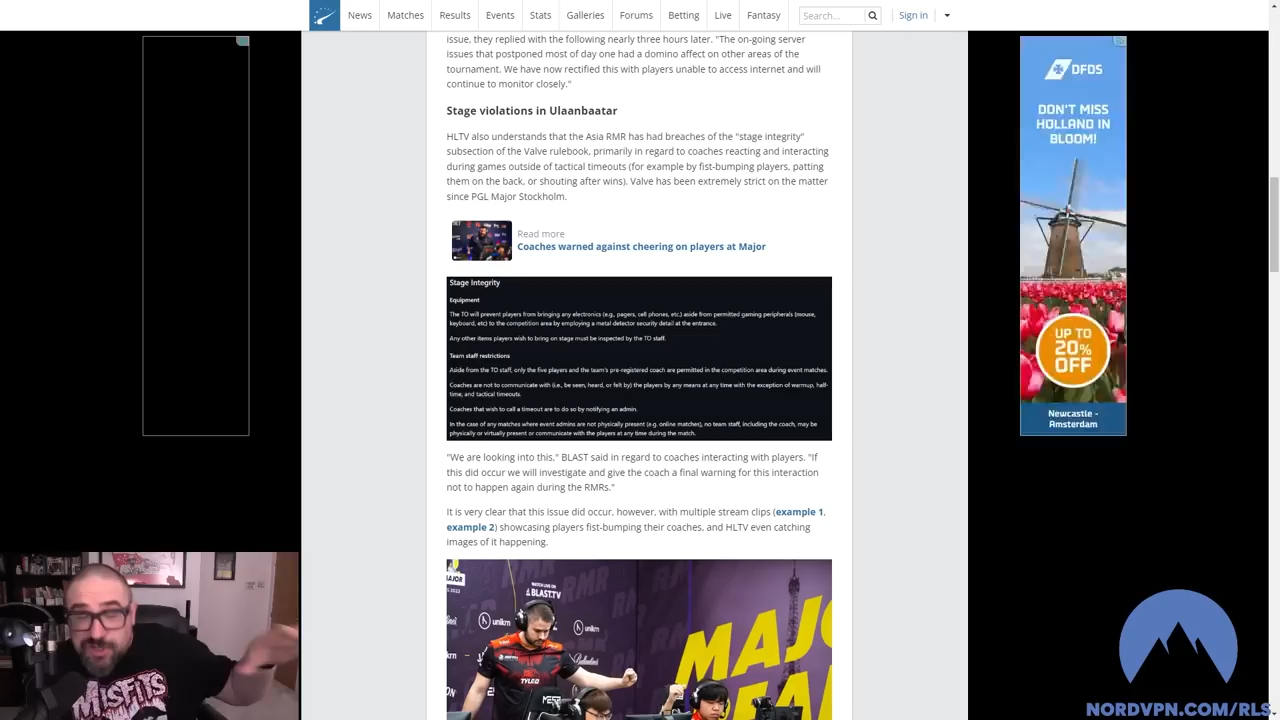 News
Matches
Results
Events
Stats
Galleries
Forums
Betting
Live
Fantasy
Search...
Sign in
issue, they replied with the following nearly three hours later. "The on-going server
issues that postponed most of day one had a domino affect on other areas of the
tournament. We have now rectified this with players unable to access internet and will
continue to monitor closely."
Stage violations in Ulaanbaatar
HLTV also understands that the Asia RMR has had breaches of the "stage integrity"
subsection of the Valve rulebook, primarily in regard to coaches reacting and interacting
during games outside of tactical timeouts (for example by fist-bumping players, patting
them on the back, or shouting after wins). Valve has been extremely strict on the matter
since PGL Major Stockholm.
Read more
Coaches warned against cheering on players at Major
Stage Integrity
Equipment
The TO will prevent players from bringing any electronics (e.g., pagers, cell phones, etc.) aside from permitted gaming peripherals (mouse,
keyboard, etc) to the competition area by employing a metal detector security detail at the entrance.
Any other items players wish to bring on stage must be inspected by the TO staff.
Team staff restrictions
Aside from the TO staff, only the five players and the team's pre-registered coach are permitted in the competition area during event matches.
Coaches are not to communicate with (i.e., be seen, heard, or felt by) the players by any means at any time with the exception of warmup, half-
time, and tactical timeouts.
Coaches that wish to call a timeout are to do so by notifying an admin.
In the case of any matches where event admins are not physically present (e.g. online matches), no team staff, including the coach, may be
physically or virtually present or communicate with the players at any time during the match.
"We are looking into this," BLAST said in regard to coaches interacting with players. "If
this did occur we will investigate and give the coach a final warning for this interaction
not to happen again during the RMRs."
It is very clear that this issue did occur, however, with multiple stream clips (example 1,
example 2) showcasing players fist-bumping their coaches, and HLTV even catching
images of it happening.
MAJOR
WATCH LIVE ON
BLAST.TV
unikrn
unikrn
TYLOO
MAJO
DFDS
DON'T MISS
HOLLAND IN
BLOOM!
UP TO
20%
OFF
Newcastle -
Amsterdam
MISFITS
NORDVPN.COM/RLS